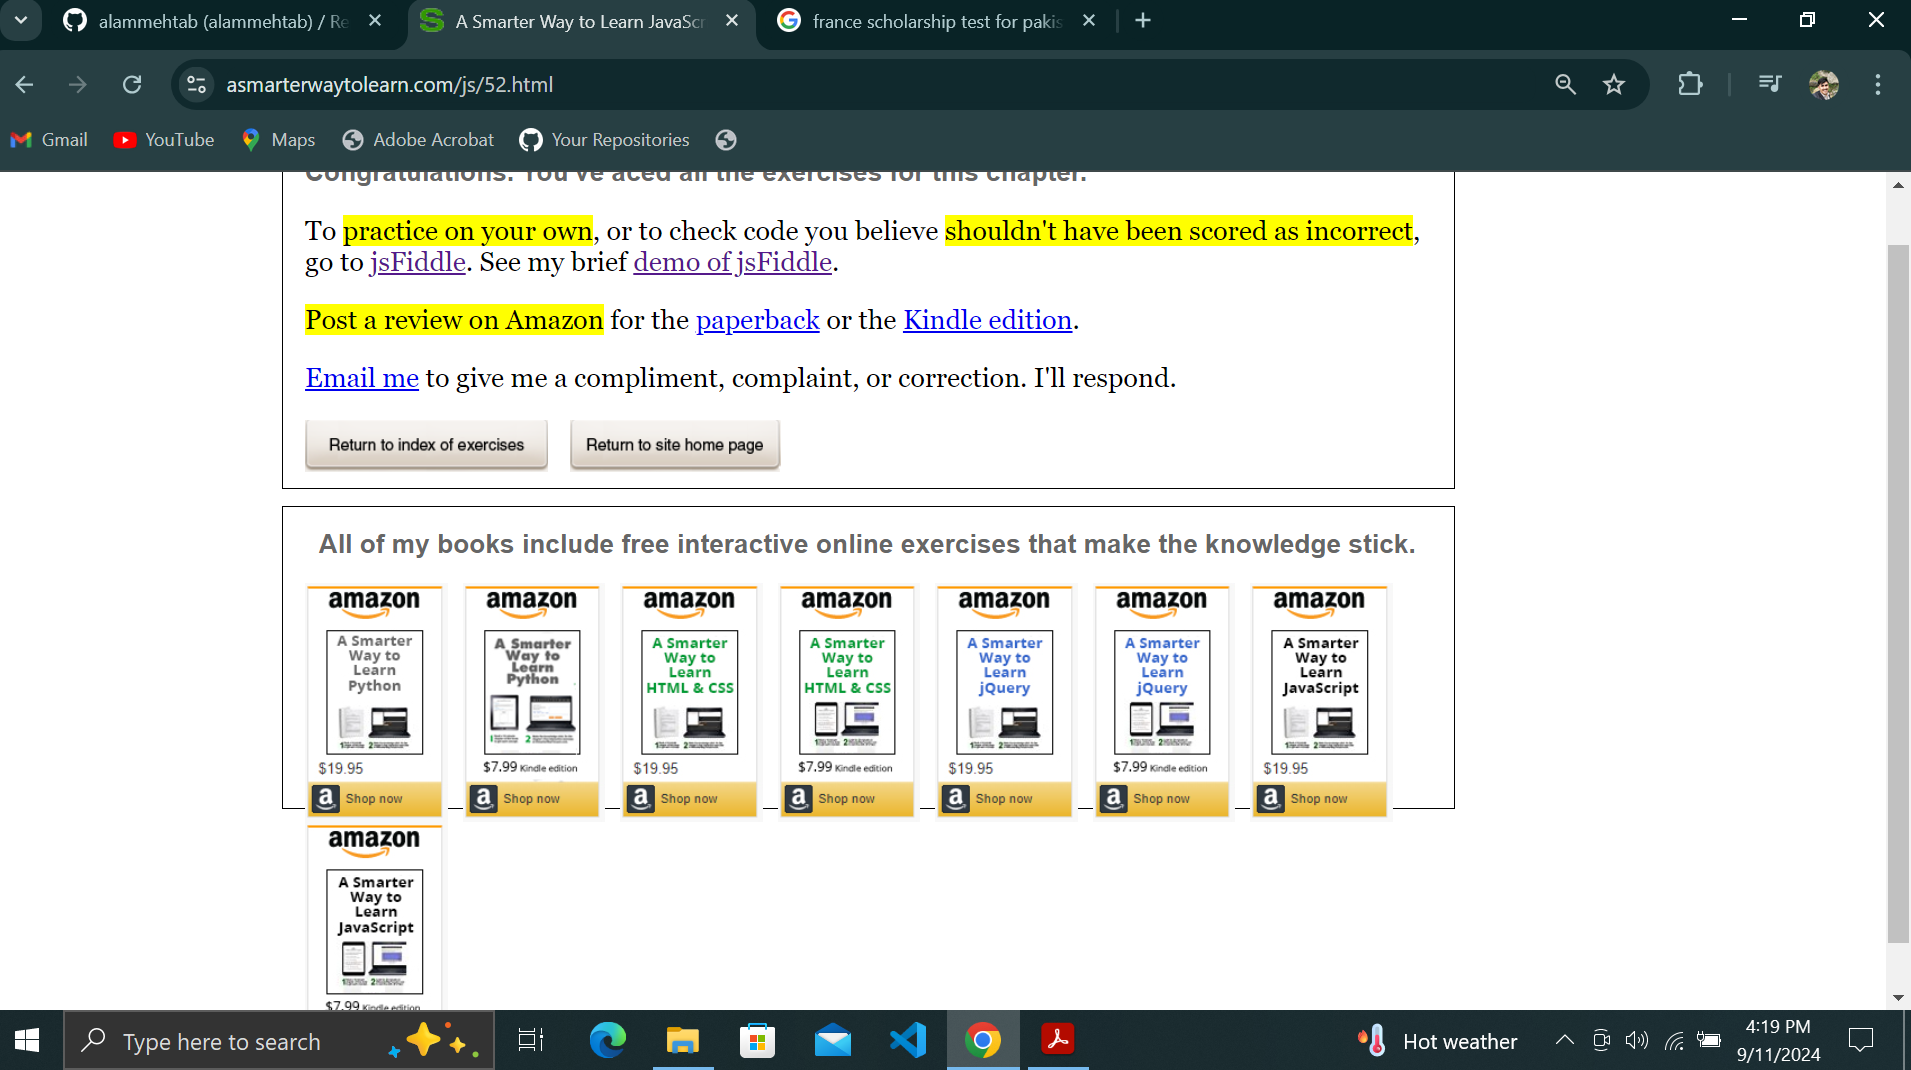 alammehtab (alammehtab) / Re
A Smarter Way to Learn JavaScr
france scholarship test for pakis
asmarterwaytolearn.com/js/52.html
Gmail
YouTube
Maps
Adobe Acrobat
Your Repositories
Congratulations. You've aced all the exercises for this chapter.
To practice on your own, or to check code you believe shouldn't have been scored as incorrect,
go to jsFiddle. See my brief demo of jsFiddle.
Post a review on Amazon for the paperback or the Kindle edition.
Email me to give me a compliment, complaint, or correction. I'll respond.
Return to index of exercises
Return to site home page
All of my books include free interactive online exercises that make the knowledge stick.
amazon
A Smarter
Way to
Learn
Python
$19.95
a Shop now
amazon
A Smarter
Way to
Learn
Python
$7.99 Kindle edition
a Shop now
amazon
A Smarter
Way to
Learn
HTML & CSS
$19.95
a Shop now
amazon
A Smarter
Way to
Learn
HTML & CSS
$7.99 Kindle edition
a Shop now
amazon
A Smarter
Way to
Learn
jQuery
$19.95
a Shop now
amazon
A Smarter
Way to
Learn
jQuery
$7.99 Kindle edition
a Shop now
amazon
A Smarter
Way to
Learn
JavaScript
$19.95
a Shop now
amazon
A Smarter
Way to
Learn
JavaScript
$7.99 Kindle edition
Type here to search
Hot weather
4:19 PM
9/11/2024